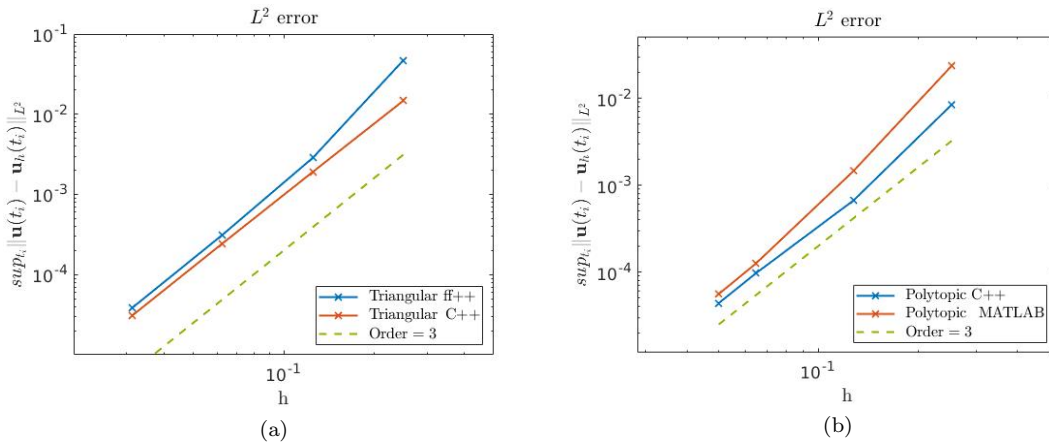 L² error
10⁻¹
10⁻²
10⁻³
10⁻⁴
sup_{t_i} ||u(t_i) − u_h(t_i)||_{L²}
Triangular ff++
Triangular C++
Order = 3
10⁻¹
h
(a)
L² error
10⁻²
10⁻³
10⁻⁴
sup_{t_i} ||u(t_i) − u_h(t_i)||_{L²}
Polytopic C++
Polytopic MATLAB
Order = 3
10⁻¹
h
(b)